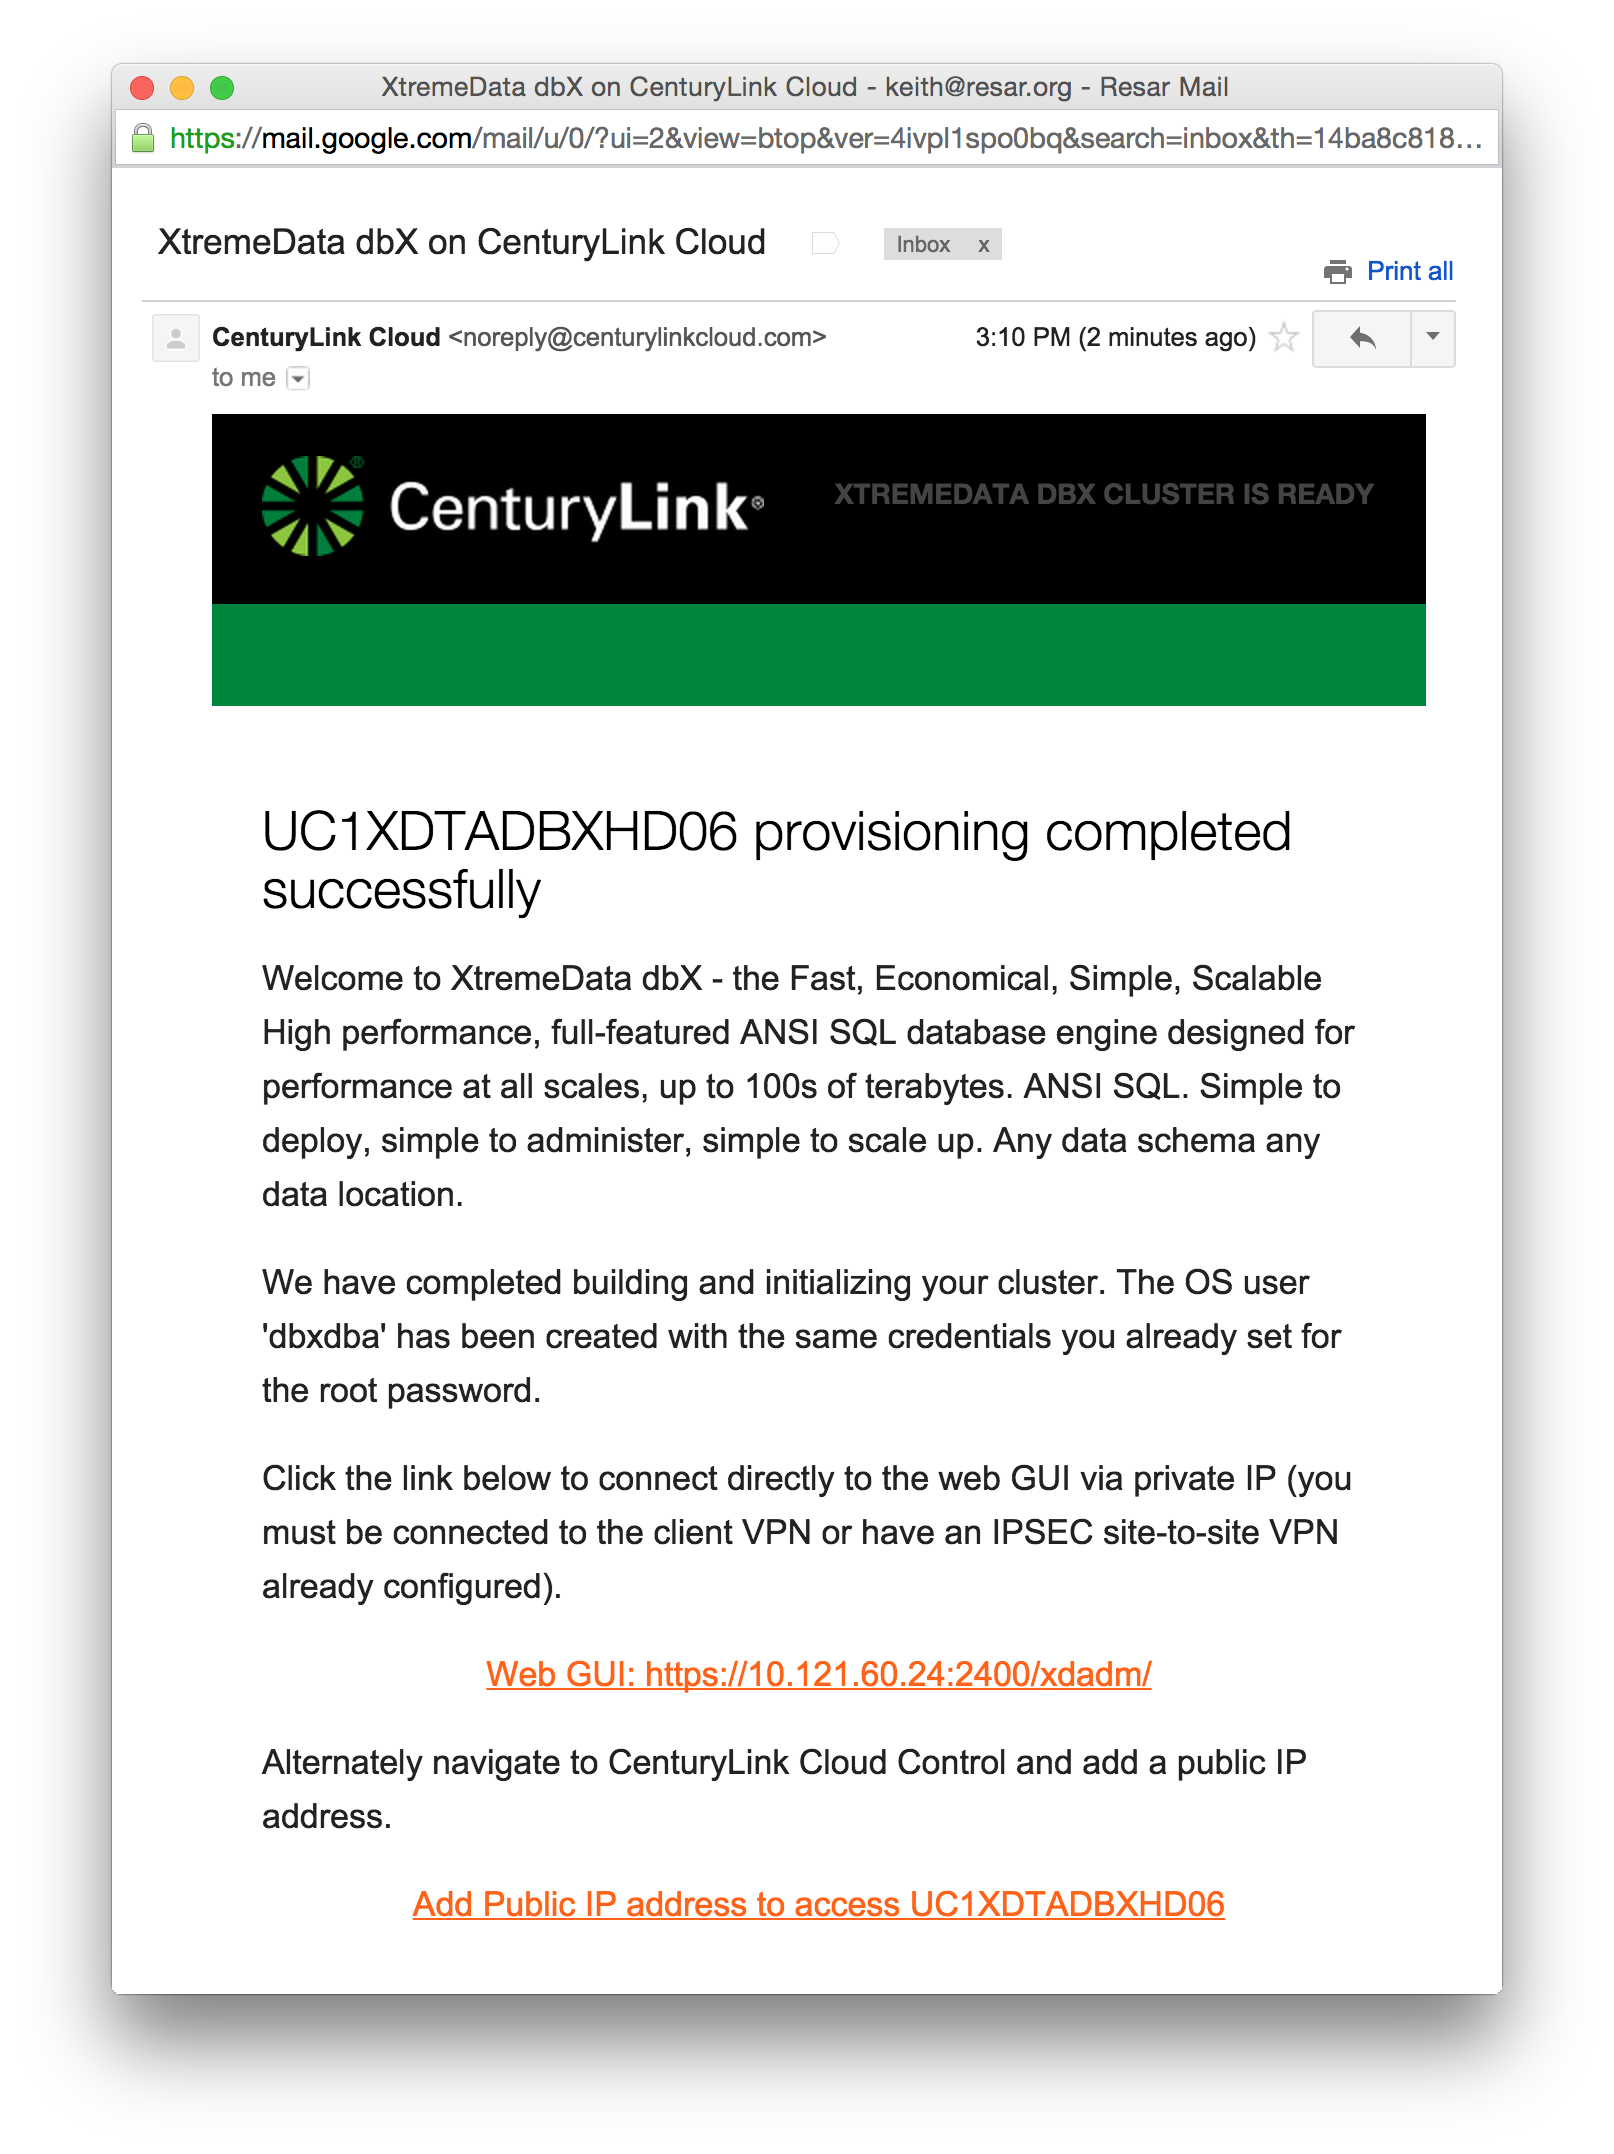 XtremeData dbX on CenturyLink Cloud - keith@resar.org - Resar Mail
https://mail.google.com/mail/u/0/?ui=2&view=btop&ver=4ivpl1spo0bq&search=inbox&th=14ba8c818...
XtremeData dbX on CenturyLink Cloud
Inbox x
Print all
CenturyLink Cloud <noreply@centurylinkcloud.com>
3:10 PM (2 minutes ago)
to me
CenturyLink®
XTREMEDATA DBX CLUSTER IS READY
UC1XDTADBXHD06 provisioning completed
successfully
Welcome to XtremeData dbX - the Fast, Economical, Simple, Scalable
High performance, full-featured ANSI SQL database engine designed for
performance at all scales, up to 100s of terabytes. ANSI SQL. Simple to
deploy, simple to administer, simple to scale up. Any data schema any
data location.
We have completed building and initializing your cluster. The OS user
'dbxdba' has been created with the same credentials you already set for
the root password.
Click the link below to connect directly to the web GUI via private IP (you
must be connected to the client VPN or have an IPSEC site-to-site VPN
already configured).
Web GUI: https://10.121.60.24:2400/xdadm/
Alternately navigate to CenturyLink Cloud Control and add a public IP
address.
Add Public IP address to access UC1XDTADBXHD06